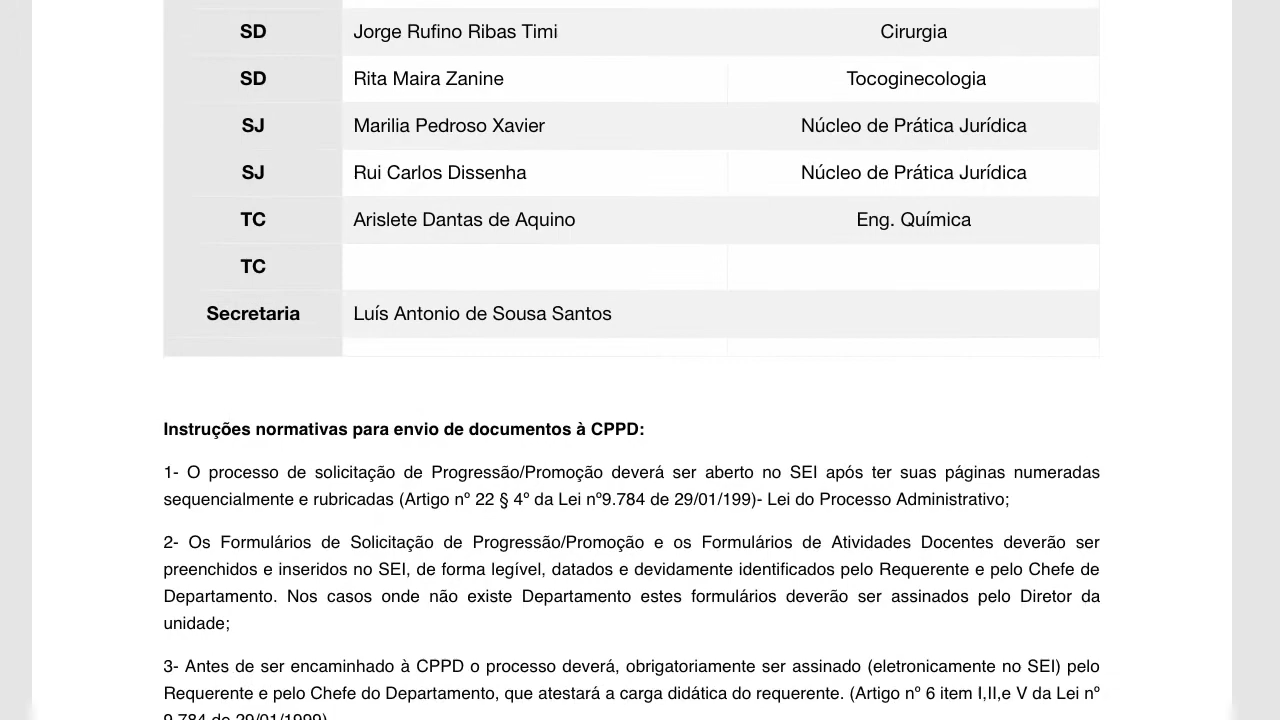 SD Jorge Rufino Ribas Timi Cirurgia
SD Rita Maira Zanine Tocoginecologia
SJ Marilia Pedroso Xavier Núcleo de Prática Jurídica
SJ Rui Carlos Dissenha Núcleo de Prática Jurídica
TC Arislete Dantas de Aquino Eng. Química
TC
Secretaria Luís Antonio de Sousa Santos
Instruções normativas para envio de documentos à CPPD:
1- O processo de solicitação de Progressão/Promoção deverá ser aberto no SEI após ter suas páginas numeradas
sequencialmente e rubricadas (Artigo nº 22 § 4º da Lei nº9.784 de 29/01/199)- Lei do Processo Administrativo;
2- Os Formulários de Solicitação de Progressão/Promoção e os Formulários de Atividades Docentes deverão ser
preenchidos e inseridos no SEI, de forma legível, datados e devidamente identificados pelo Requerente e pelo Chefe de
Departamento. Nos casos onde não existe Departamento estes formulários deverão ser assinados pelo Diretor da
unidade;
3- Antes de ser encaminhado à CPPD o processo deverá, obrigatoriamente ser assinado (eletronicamente no SEI) pelo
Requerente e pelo Chefe do Departamento, que atestará a carga didática do requerente. (Artigo nº 6 item I,II,e V da Lei nº
9.784 de 29/01/1999)